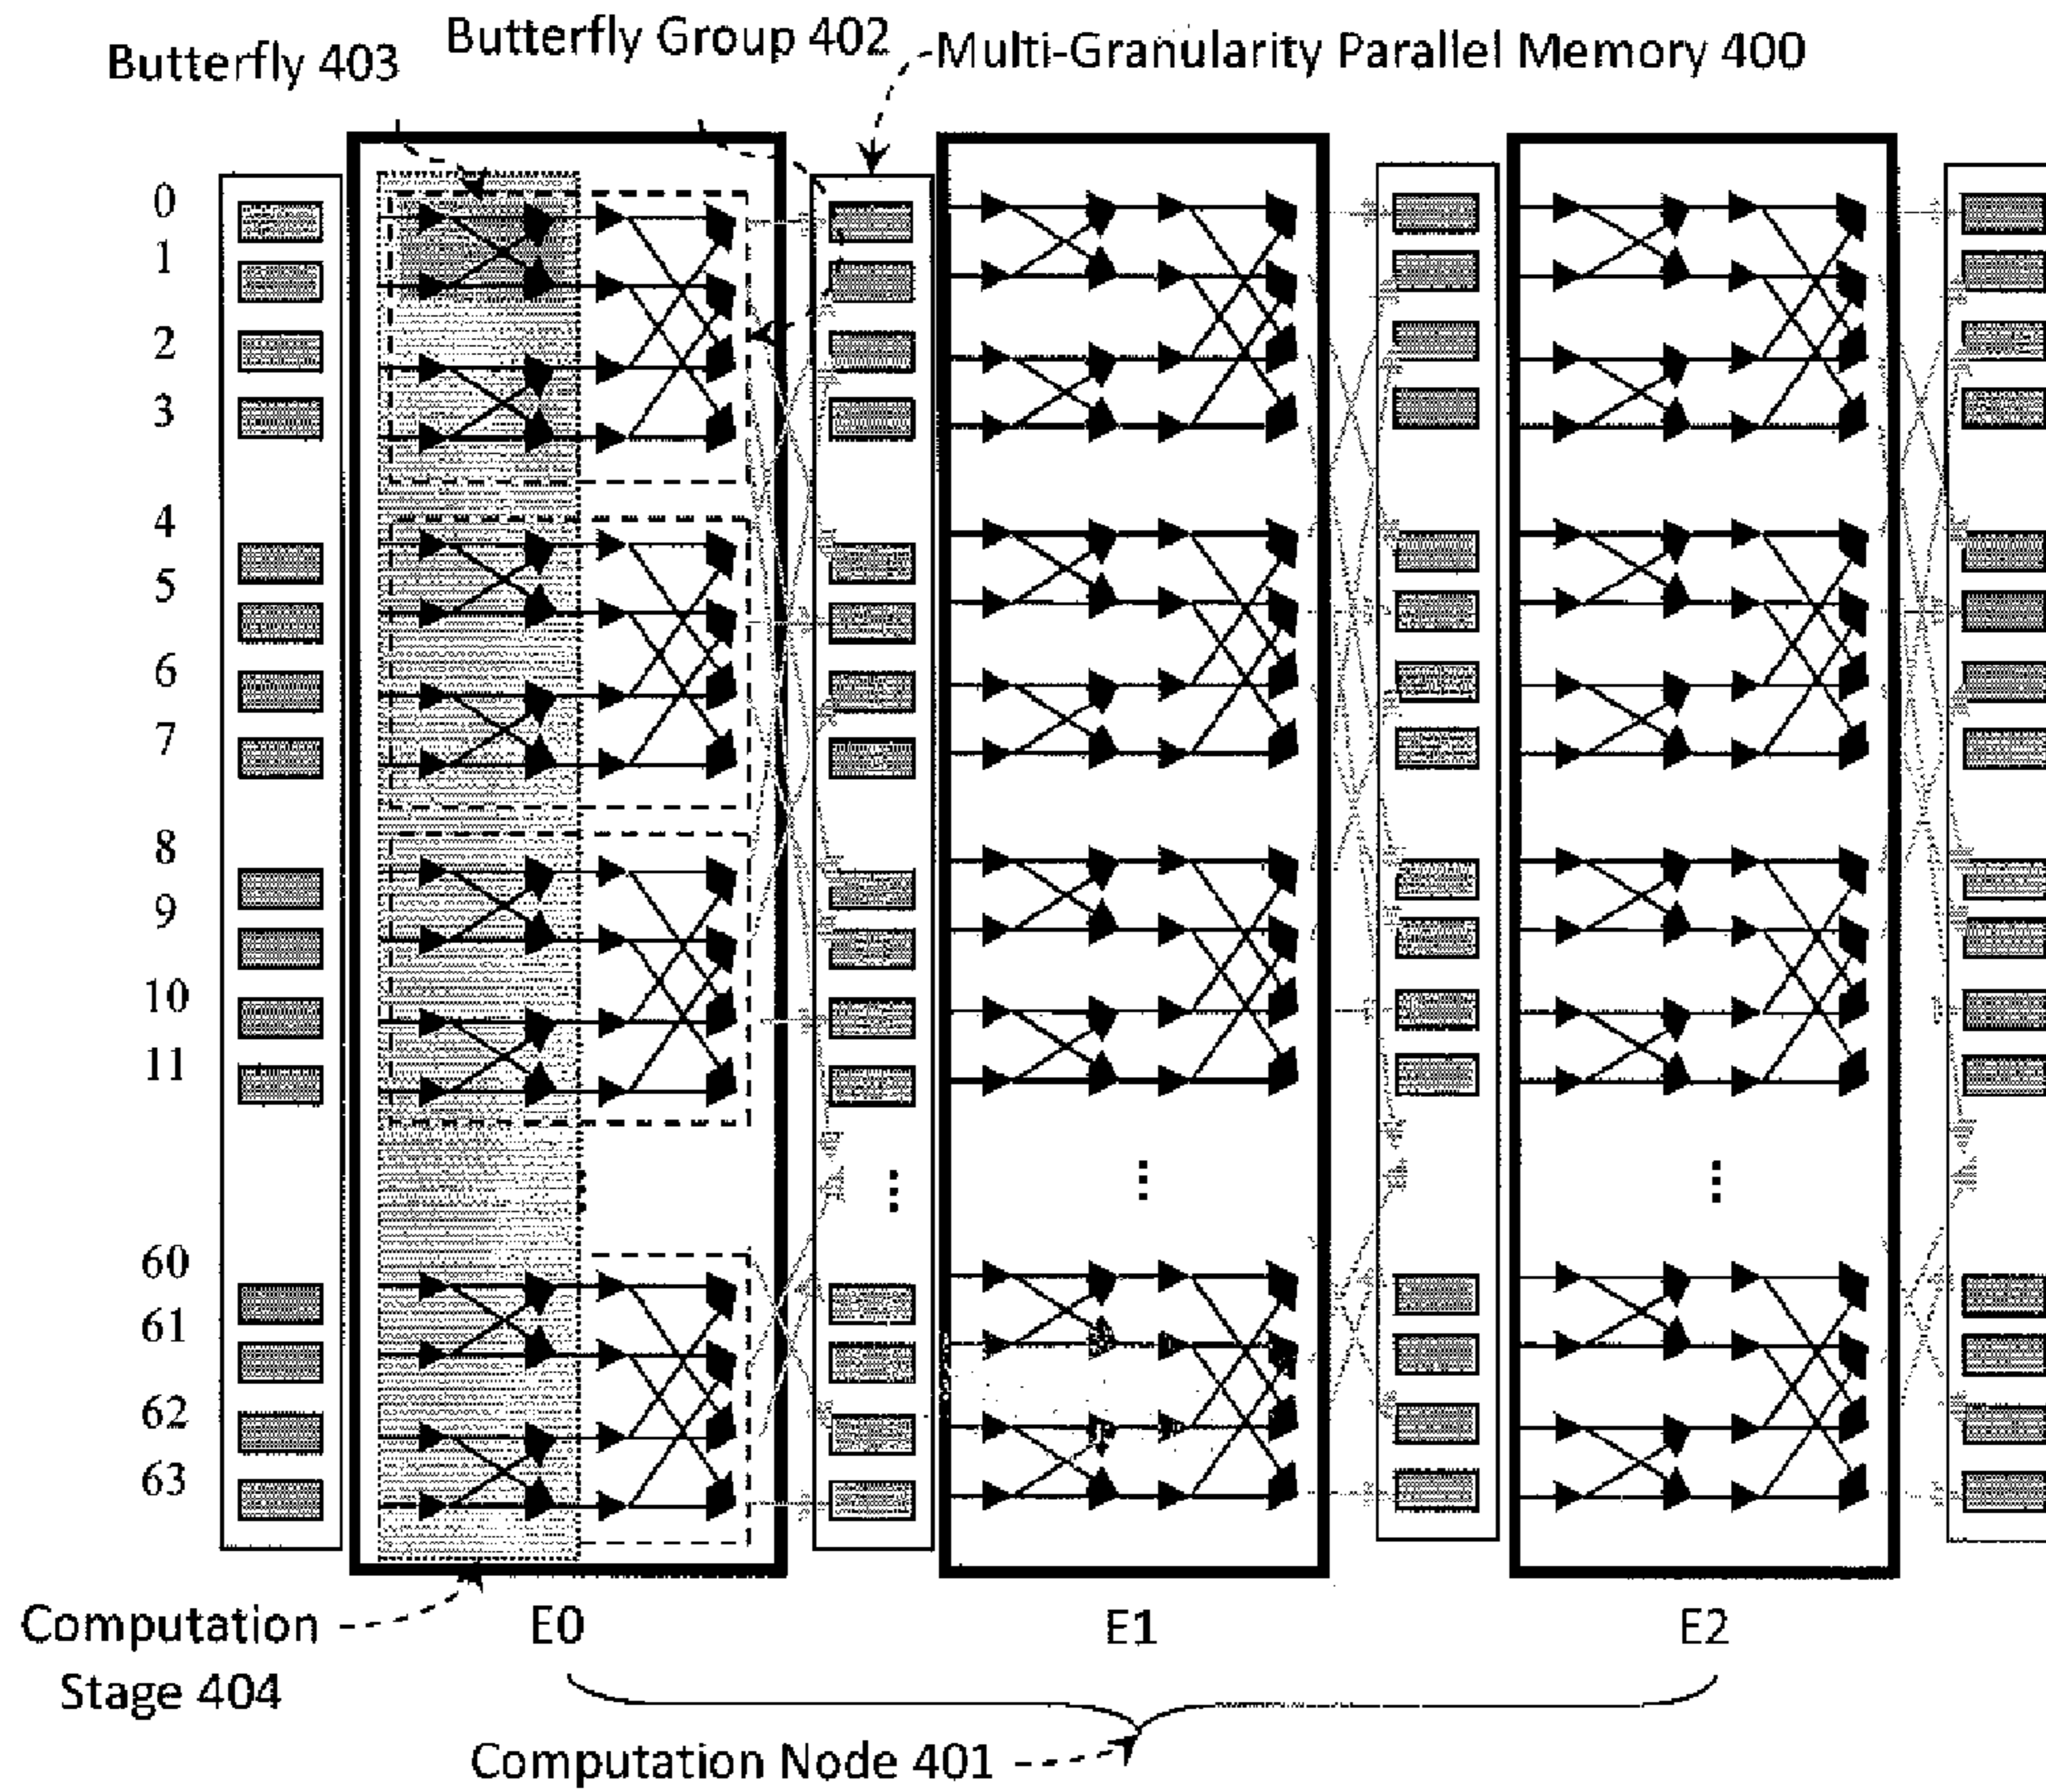 Butterfly 403
Butterfly Group 402
Multi-Granularity Parallel Memory 400
0
1
2
3
4
5
6
7
8
9
10
11
60
61
62
63
Computation
Stage 404
E0
E1
E2
Computation Node 401